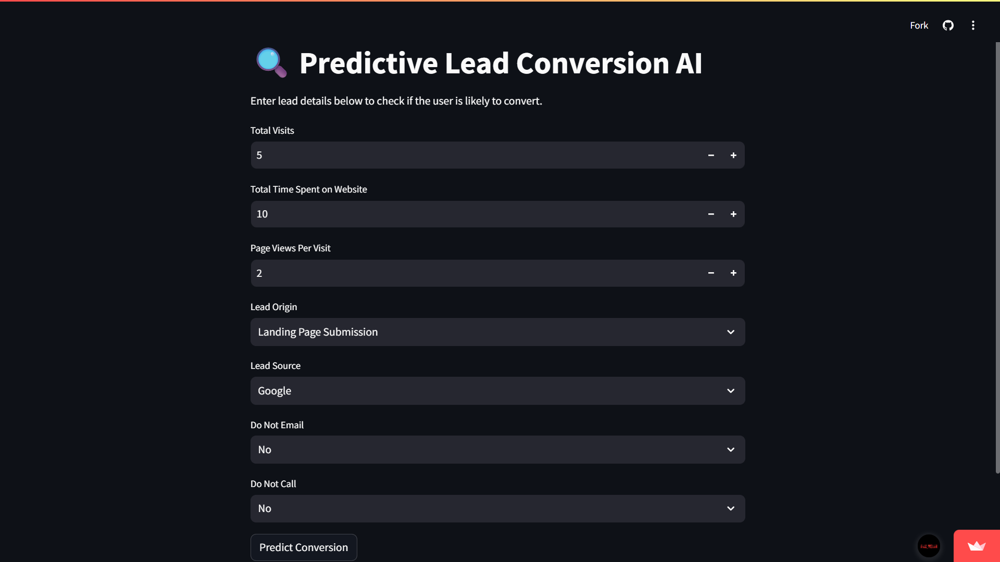 Fork
Predictive Lead Conversion AI
Enter lead details below to check if the user is likely to convert.
Total Visits
5
Total Time Spent on Website
10
Page Views Per Visit
2
Lead Origin
Landing Page Submission
Lead Source
Google
Do Not Email
No
Do Not Call
No
Predict Conversion